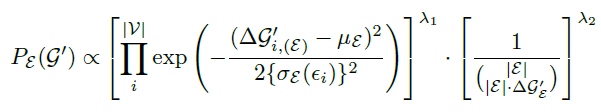 P_{\mathcal{E}}(\mathcal{G}') \propto \left[ \prod_{i}^{|\mathcal{V}|} \exp \left( -\frac{(\Delta \mathcal{G}'_{i,(\mathcal{E})} - \mu_{\mathcal{E}})^2}{2\{\sigma_{\mathcal{E}}(\epsilon_i)\}^2} \right) \right]^{\lambda_1} \cdot \left[ \frac{1}{\binom{|\mathcal{E}|}{|\mathcal{E}| \cdot \Delta \mathcal{G}'_{\mathcal{E}}}} \right]^{\lambda_2}